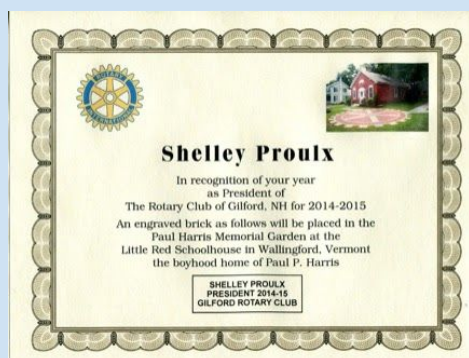 ROTARY
INTERNATIONAL
Shelley Proulx
In recognition of your year
as President of
The Rotary Club of Gilford, NH for 2014-2015
An engraved brick as follows will be placed in the
Paul Harris Memorial Garden at the
Little Red Schoolhouse in Wallingford, Vermont
the boyhood home of Paul P. Harris
SHELLEY PROULX
PRESIDENT 2014-15
GILFORD ROTARY CLUB